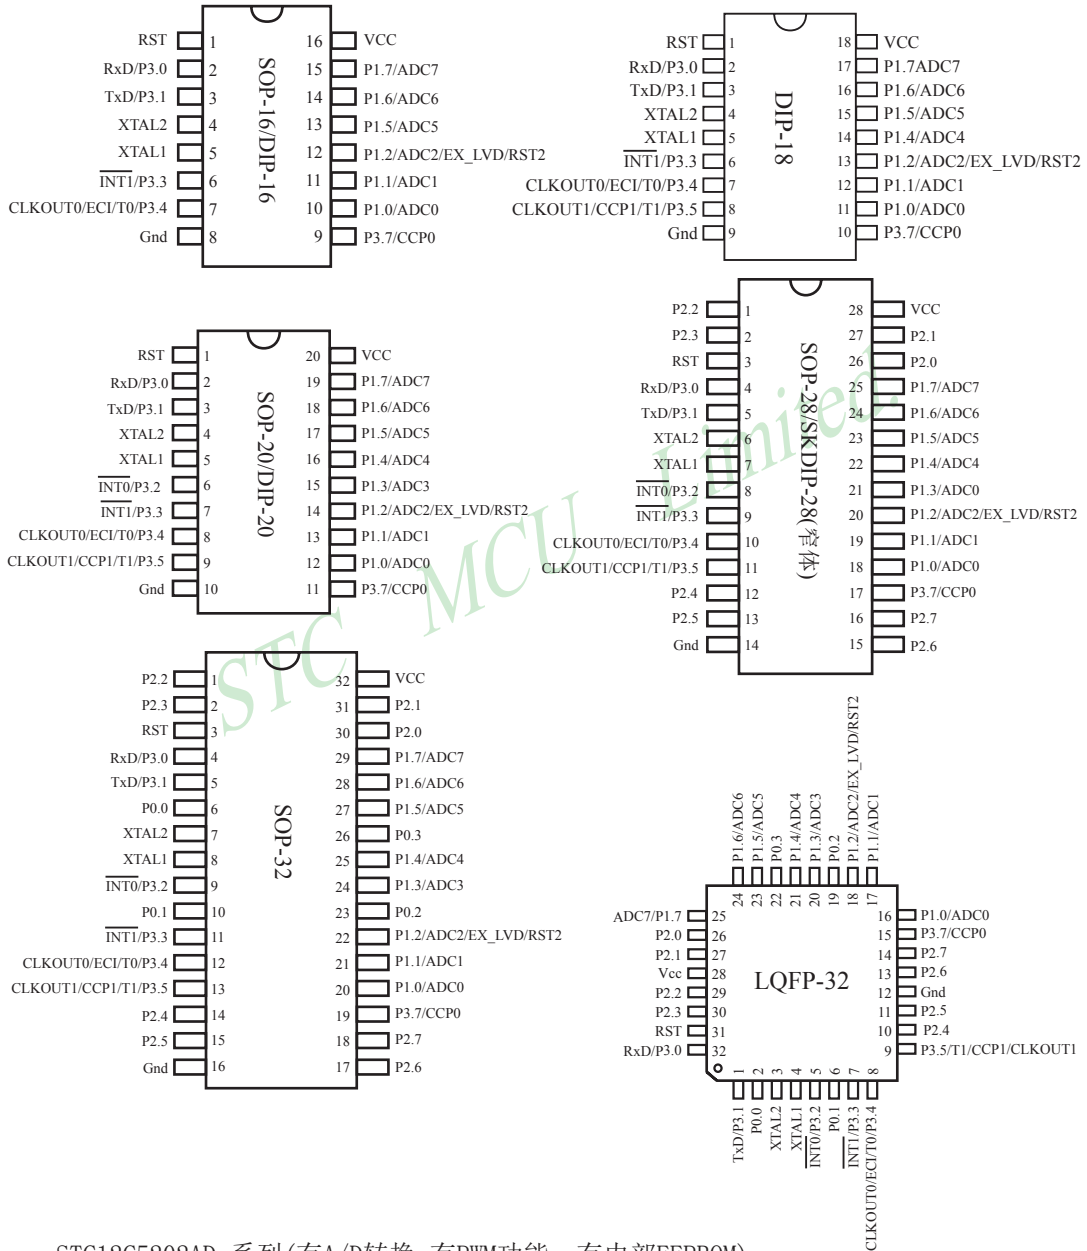 RST 1 16 VCC
RxD/P3.0 2 15 P1.7/ADC7
TxD/P3.1 3 14 P1.6/ADC6
XTAL2 4 13 P1.5/ADC5
XTAL1 5 12 P1.2/ADC2/EX_LVD/RST2
INT1/P3.3 6 11 P1.1/ADC1
CLKOUT0/ECI/T0/P3.4 7 10 P1.0/ADC0
Gnd 8 9 P3.7/CCP0
SOP-16/DIP-16
RST 1 18 VCC
RxD/P3.0 2 17 P1.7ADC7
TxD/P3.1 3 16 P1.6/ADC6
XTAL2 4 15 P1.5/ADC5
XTAL1 5 14 P1.4/ADC4
INT1/P3.3 6 13 P1.2/ADC2/EX_LVD/RST2
CLKOUT0/ECI/T0/P3.4 7 12 P1.1/ADC1
CLKOUT1/CCP1/T1/P3.5 8 11 P1.0/ADC0
Gnd 9 10 P3.7/CCP0
DIP-18
RST 1 20 VCC
RxD/P3.0 2 19 P1.7/ADC7
TxD/P3.1 3 18 P1.6/ADC6
XTAL2 4 17 P1.5/ADC5
XTAL1 5 16 P1.4/ADC4
INT0/P3.2 6 15 P1.3/ADC3
INT1/P3.3 7 14 P1.2/ADC2/EX_LVD/RST2
CLKOUT0/ECI/T0/P3.4 8 13 P1.1/ADC1
CLKOUT1/CCP1/T1/P3.5 9 12 P1.0/ADC0
Gnd 10 11 P3.7/CCP0
SOP-20/DIP-20
P2.2 1 28 VCC
P2.3 2 27 P2.1
RST 3 26 P2.0
RxD/P3.0 4 25 P1.7/ADC7
TxD/P3.1 5 24 P1.6/ADC6
XTAL2 6 23 P1.5/ADC5
XTAL1 7 22 P1.4/ADC4
INT0/P3.2 8 21 P1.3/ADC0
INT1/P3.3 9 20 P1.2/ADC2/EX_LVD/RST2
CLKOUT0/ECI/T0/P3.4 10 19 P1.1/ADC1
CLKOUT1/CCP1/T1/P3.5 11 18 P1.0/ADC0
P2.4 12 17 P3.7/CCP0
P2.5 13 16 P2.7
Gnd 14 15 P2.6
SOP-28/SKDIP-28(窄体)
STC MCU Limited.
P2.2 1 32 VCC
P2.3 2 31 P2.1
RST 3 30 P2.0
RxD/P3.0 4 29 P1.7/ADC7
TxD/P3.1 5 28 P1.6/ADC6
P0.0 6 27 P1.5/ADC5
XTAL2 7 26 P0.3
XTAL1 8 25 P1.4/ADC4
INT0/P3.2 9 24 P1.3/ADC3
P0.1 10 23 P0.2
INT1/P3.3 11 22 P1.2/ADC2/EX_LVD/RST2
CLKOUT0/ECI/T0/P3.4 12 21 P1.1/ADC1
CLKOUT1/CCP1/T1/P3.5 13 20 P1.0/ADC0
P2.4 14 19 P3.7/CCP0
P2.5 15 18 P2.7
Gnd 16 17 P2.6
SOP-32
P1.6/ADC6 24
P1.5/ADC5 23
P0.3 22
P1.4/ADC4 21
P1.3/ADC3 20
P0.2 19
P1.2/ADC2/EX_LVD/RST2 18
P1.1/ADC1 17
ADC7/P1.7 25 16 P1.0/ADC0
P2.0 26 15 P3.7/CCP0
P2.1 27 14 P2.7
Vcc 28 13 P2.6
P2.2 29 12 Gnd
P2.3 30 11 P2.5
RST 31 10 P2.4
RxD/P3.0 32 9 P3.5/T1/CCP1/CLKOUT1
LQFP-32
1 TxD/P3.1
2 P0.0
3 XTAL2
4 XTAL1
5 INT0/P3.2
6 P0.1
7 INT1/P3.3
8 CLKOUT0/ECI/T0/P3.4
STC12C5202AD 系列(有A/D转换,有PWM功能, 有内部EEPROM)